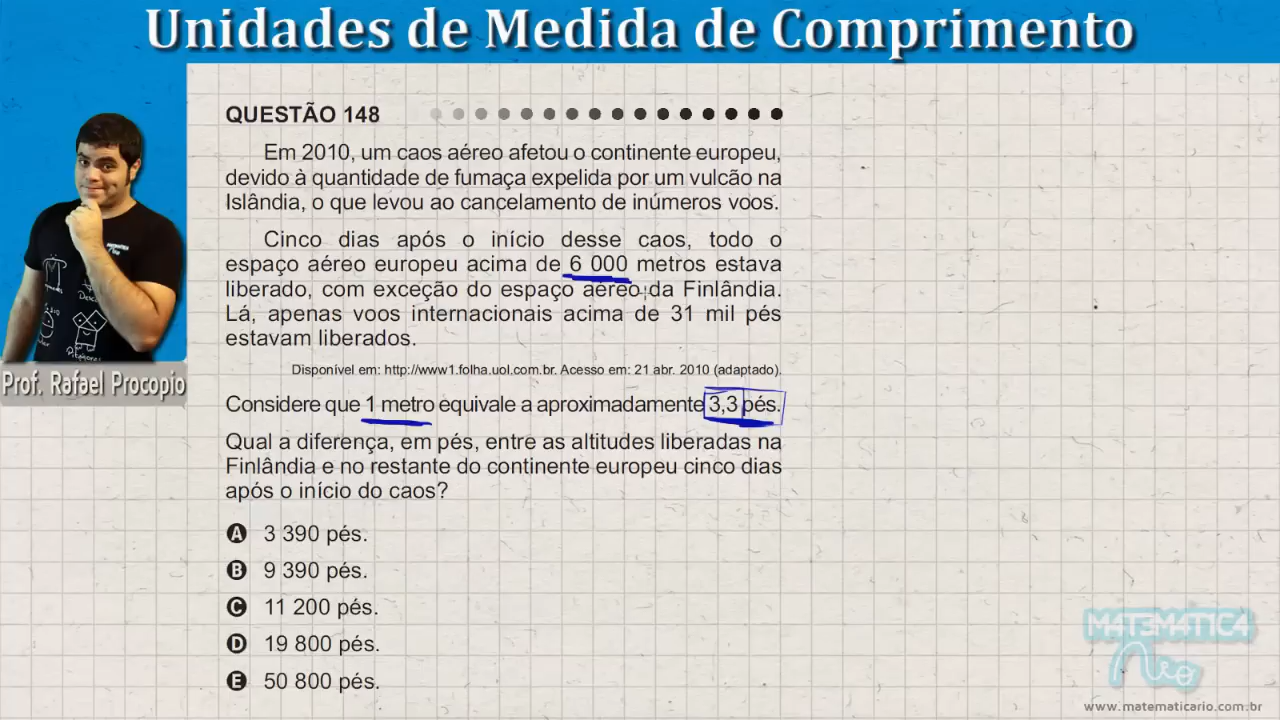 Unidades de Medida de Comprimento
QUESTÃO 148
Em 2010, um caos aéreo afetou o continente europeu,
devido à quantidade de fumaça expelida por um vulcão na
Islândia, o que levou ao cancelamento de inúmeros voos.
Cinco dias após o início desse caos, todo o
espaço aéreo europeu acima de 6 000 metros estava
liberado, com exceção do espaço aéreo da Finlândia.
Lá, apenas voos internacionais acima de 31 mil pés
estavam liberados.
Disponível em: http://www1.folha.uol.com.br. Acesso em: 21 abr. 2010 (adaptado).
Considere que 1 metro equivale a aproximadamente 3,3 pés.
Qual a diferença, em pés, entre as altitudes liberadas na
Finlândia e no restante do continente europeu cinco dias
após o início do caos?
A 3 390 pés.
B 9 390 pés.
C 11 200 pés.
D 19 800 pés.
E 50 800 pés.
Prof. Rafael Procopio
MATEMÁTICA
Rio
www.matematicario.com.br